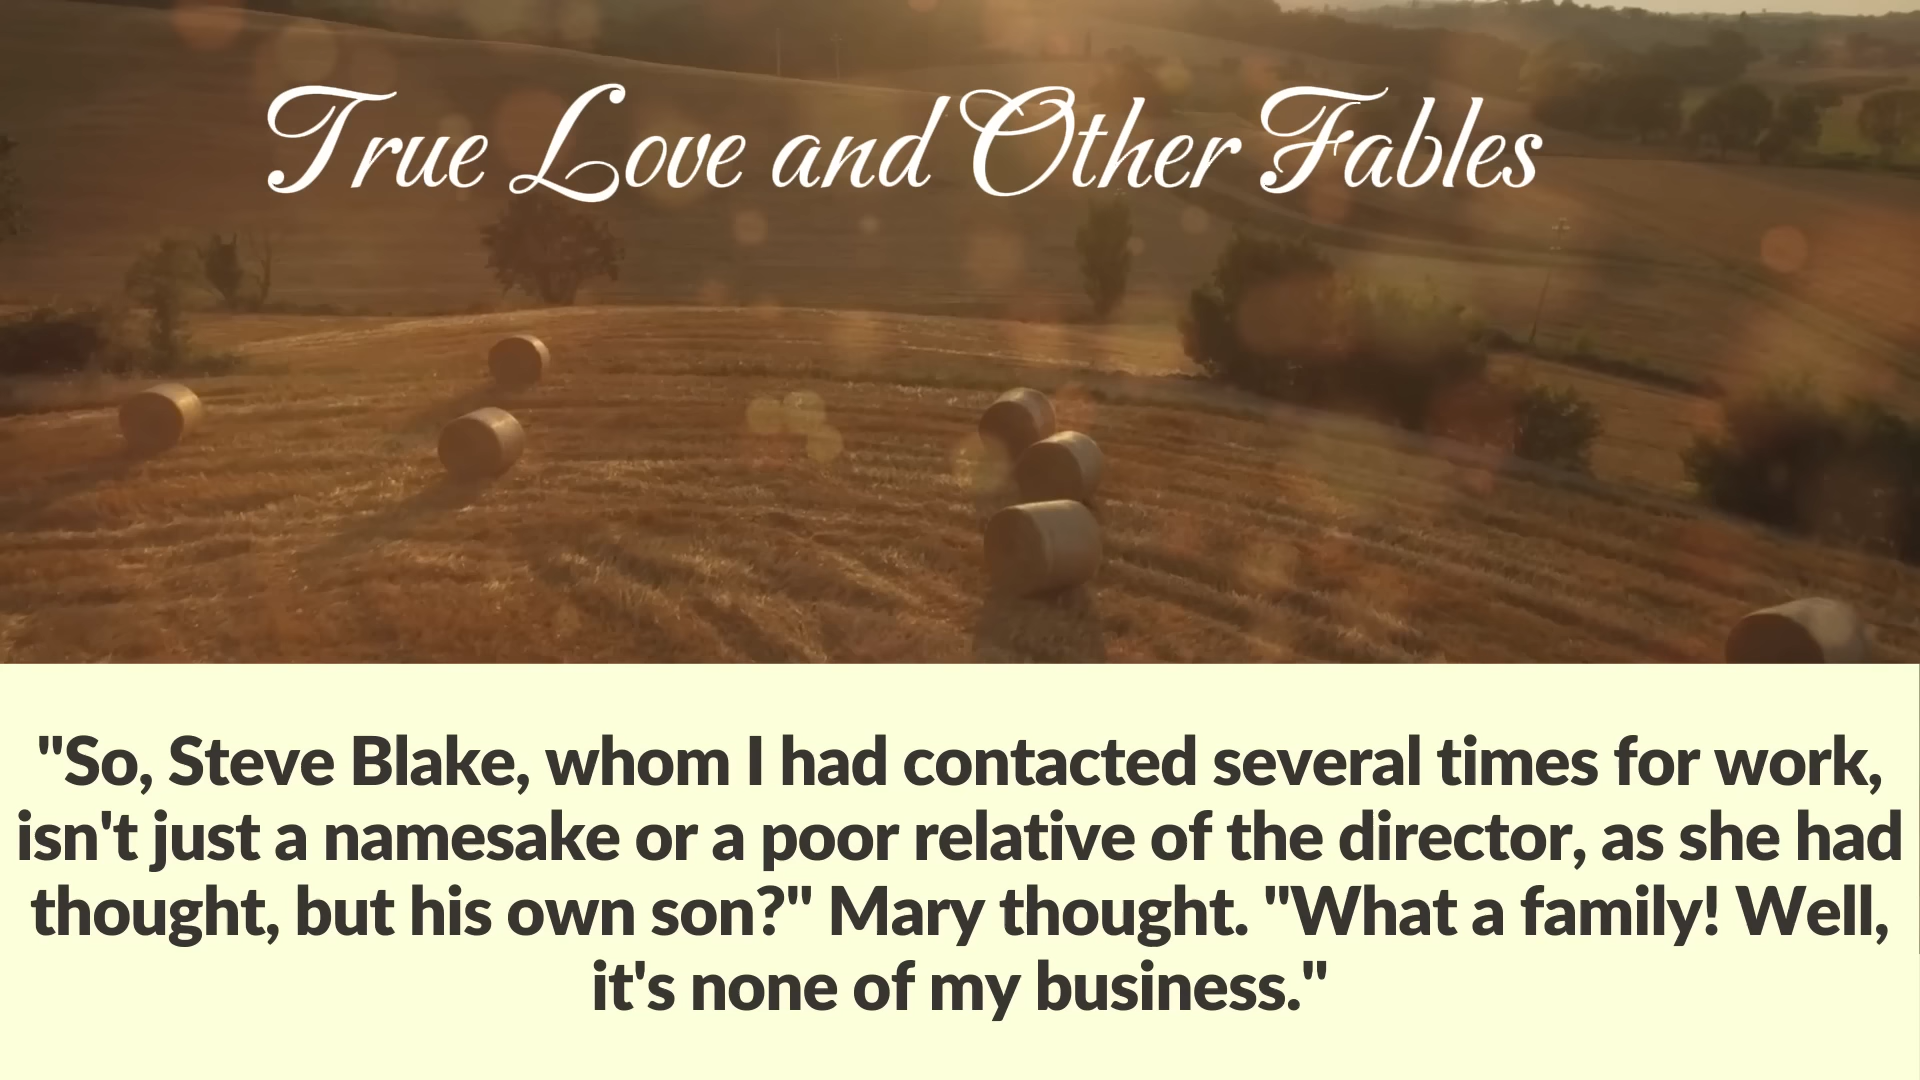 True Love and Other Fables
"So, Steve Blake, whom I had contacted several times for work,
isn't just a namesake or a poor relative of the director, as she had
thought, but his own son?" Mary thought. "What a family! Well,
it's none of my business."